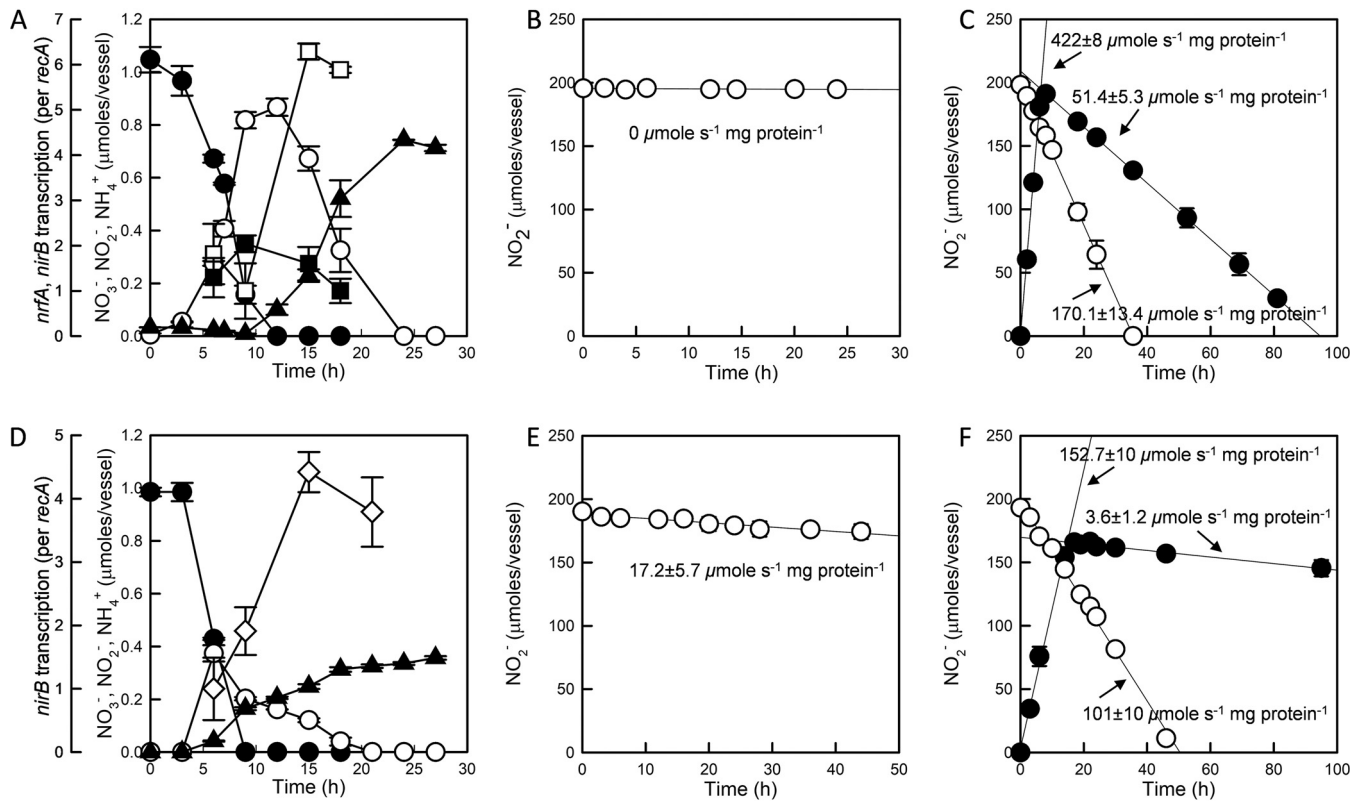 A
nrfA, nirB transcription (per recA)
NO3-, NO2-, NH4+ (µmoles/vessel)
7
6
5
4
3
2
1
0
1.2
1.0
0.8
0.6
0.4
0.2
0.0
0 5 10 15 20 25 30
Time (h)
B
NO2- (µmoles/vessel)
250
200
150
100
50
0
0 µmole s-1 mg protein-1
0 5 10 15 20 25 30
Time (h)
C
NO2- (µmoles/vessel)
250
200
150
100
50
0
422±8 µmole s-1 mg protein-1
51.4±5.3 µmole s-1 mg protein-1
170.1±13.4 µmole s-1 mg protein-1
0 20 40 60 80 100
Time (h)
D
nirB transcription (per recA)
NO3-, NO2-, NH4+ (µmoles/vessel)
5
4
3
2
1
0
1.2
1.0
0.8
0.6
0.4
0.2
0.0
0 5 10 15 20 25 30
Time (h)
E
NO2- (µmoles/vessel)
250
200
150
100
50
0
17.2±5.7 µmole s-1 mg protein-1
0 10 20 30 40 50
Time (h)
F
NO2- (µmoles/vessel)
250
200
150
100
50
0
152.7±10 µmole s-1 mg protein-1
3.6±1.2 µmole s-1 mg protein-1
101±10 µmole s-1 mg protein-1
0 20 40 60 80 100
Time (h)